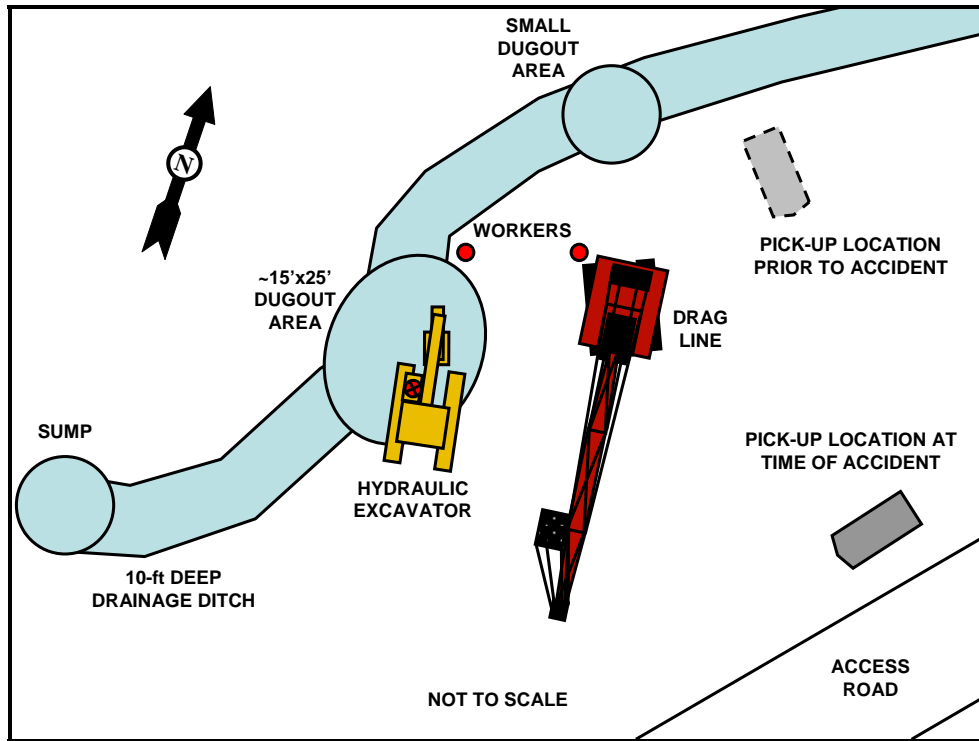 SMALL
DUGOUT
AREA
N
WORKERS
PICK-UP LOCATION
PRIOR TO ACCIDENT
~15'x25'
DUGOUT
AREA
DRAG
LINE
SUMP
PICK-UP LOCATION AT
TIME OF ACCIDENT
HYDRAULIC
EXCAVATOR
10-ft DEEP
DRAINAGE DITCH
ACCESS
ROAD
NOT TO SCALE